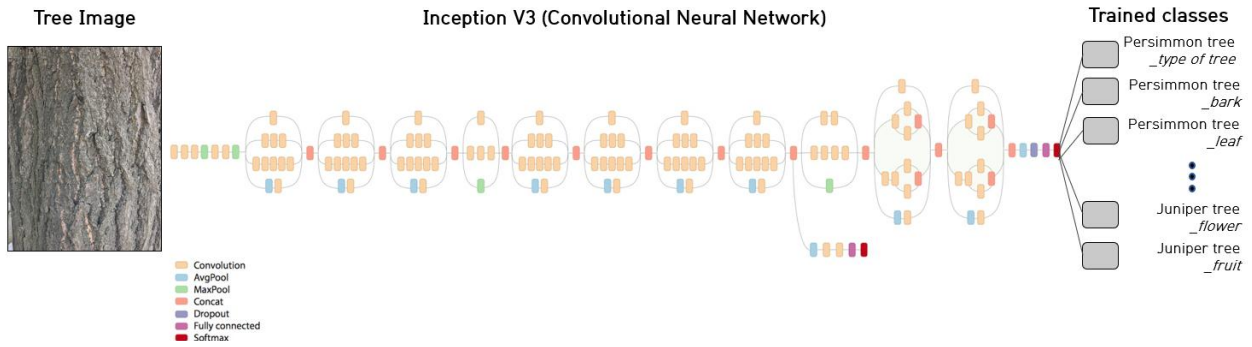 Tree Image
Inception V3 (Convolutional Neural Network)
Trained classes
Persimmon tree
_type of tree
Persimmon tree
_bark
Persimmon tree
_leaf
Juniper tree
_flower
Juniper tree
_fruit
Convolution
AvgPool
MaxPool
Concat
Dropout
Fully connected
Softmax